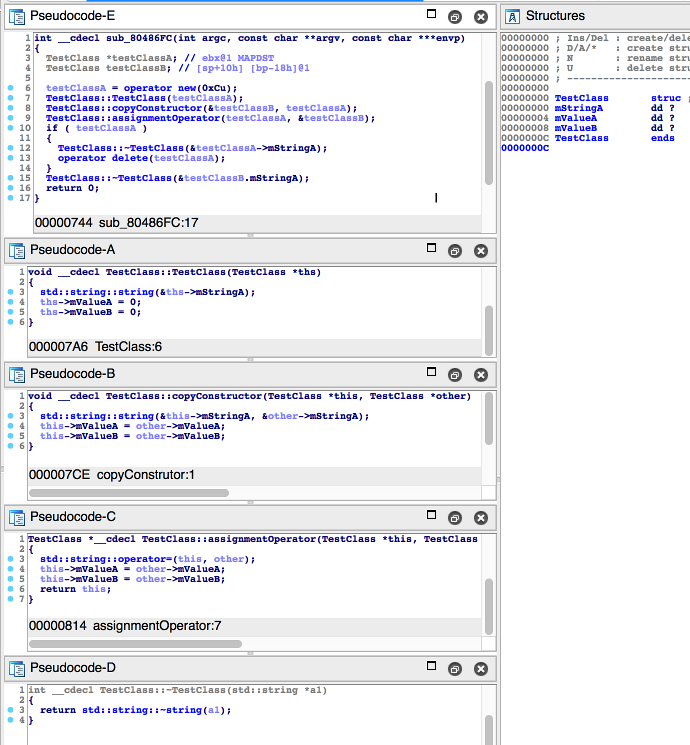 Pseudocode-E
1 int __cdecl sub_80486FC(int argc, const char **argv, const char ***envp)
2 {
3 TestClass *testClassA; // ebx@1 MAPDST
4 TestClass testClassB; // [sp+10h] [bp-18h]@1
5
6 testClassA = operator new(0xCu);
7 TestClass::TestClass(testClassA);
8 TestClass::copyConstructor(&testClassB, testClassA);
9 TestClass::assignmentOperator(testClassA, &testClassB);
10 if ( testClassA )
11 {
12 TestClass::~TestClass(&testClassA->mStringA);
13 operator delete(testClassA);
14 }
15 TestClass::~TestClass(&testClassB.mStringA);
16 return 0;
17 }
00000744 sub_80486FC:17
Pseudocode-A
1 void __cdecl TestClass::TestClass(TestClass *ths)
2 {
3 std::string::string(&ths->mStringA);
4 ths->mValueA = 0;
5 ths->mValueB = 0;
6 }
000007A6 TestClass:6
Pseudocode-B
1 void __cdecl TestClass::copyConstructor(TestClass *this, TestClass *other)
2 {
3 std::string::string(&this->mStringA, &other->mStringA);
4 this->mValueA = other->mValueA;
5 this->mValueB = other->mValueB;
6 }
000007CE copyConstrutor:1
Pseudocode-C
1 TestClass *__cdecl TestClass::assignmentOperator(TestClass *this, TestClass
2 {
3 std::string::operator=(this, other);
4 this->mValueA = other->mValueA;
5 this->mValueB = other->mValueB;
6 return this;
7 }
00000814 assignmentOperator:7
Pseudocode-D
1 int __cdecl TestClass::~TestClass(std::string *a1)
2 {
3 return std::string::~string(a1);
4 }
Structures
00000000 ; Ins/Del : create/dele
00000000 ; D/A/* : create stru
00000000 ; N : rename stru
00000000 ; U : delete stru
00000000 ; ----------------------
00000000
00000000 TestClass struc ;
00000000 mStringA dd ?
00000004 mValueA dd ?
00000008 mValueB dd ?
0000000C TestClass ends
0000000C